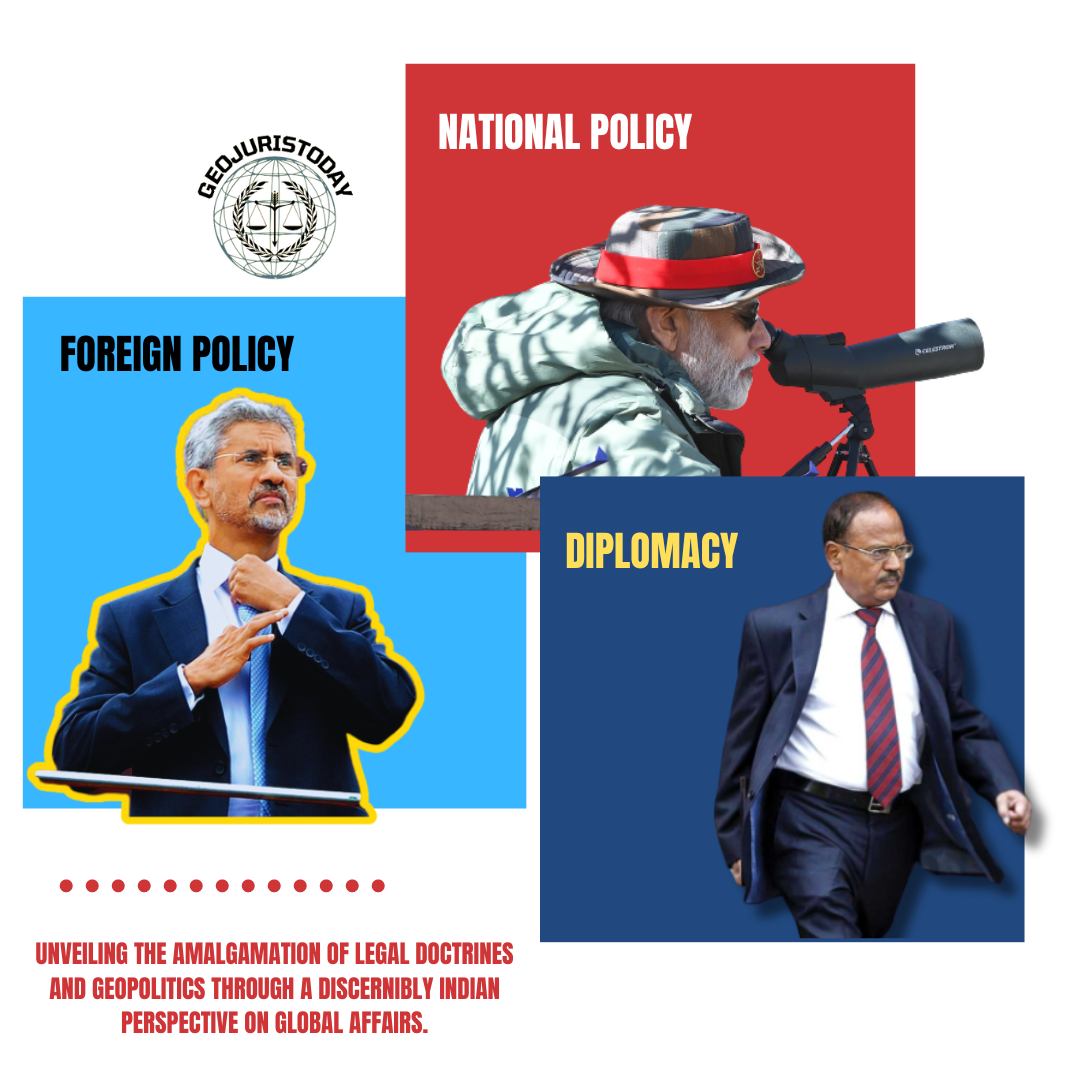 NATIONAL POLICY
GEOJURISTODAY
FOREIGN POLICY
CELESTRON
DIPLOMACY
UNVEILING THE AMALGAMATION OF LEGAL DOCTRINES
AND GEOPOLITICS THROUGH A DISCERNIBLY INDIAN
PERSPECTIVE ON GLOBAL AFFAIRS.